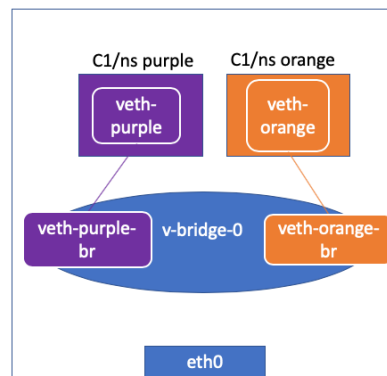 C1/ns purple
C1/ns orange
veth-
purple
veth-
orange
veth-purple-
br
v-bridge-0
veth-orange-
br
eth0